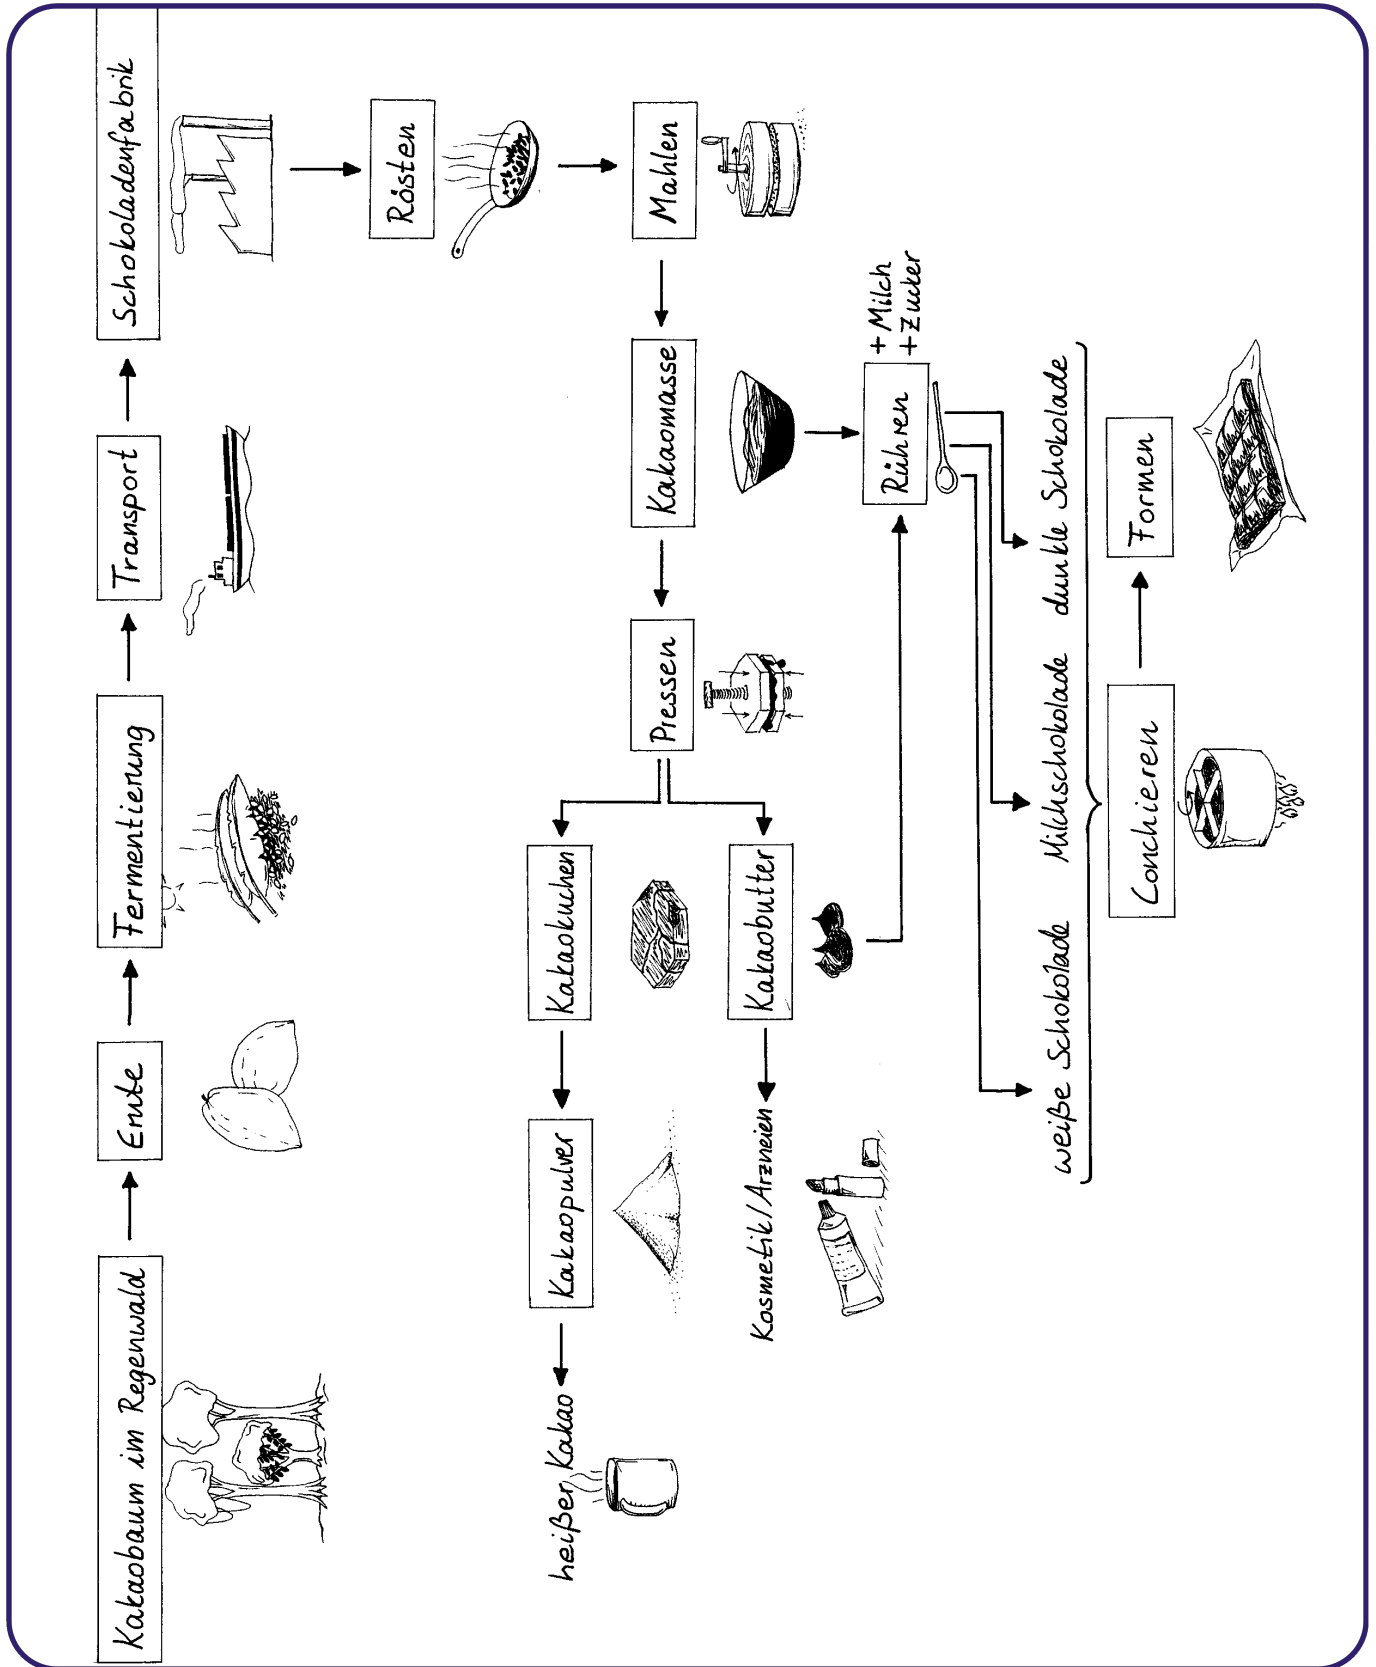 Kakaobaum im Regenwald
Ernte
Fermentierung
Transport
Schokoladenfabrik
Rösten
Mahlen
Kakaomasse
Pressen
Kakaokuchen
Kakaopulver
heißer Kakao
Kakaobutter
Kosmetik/Arzneien
Rühren
+ Milch
+ Zucker
weiße Schokolade
Milchschokolade
dunkle Schokolade
Conchieren
Formen